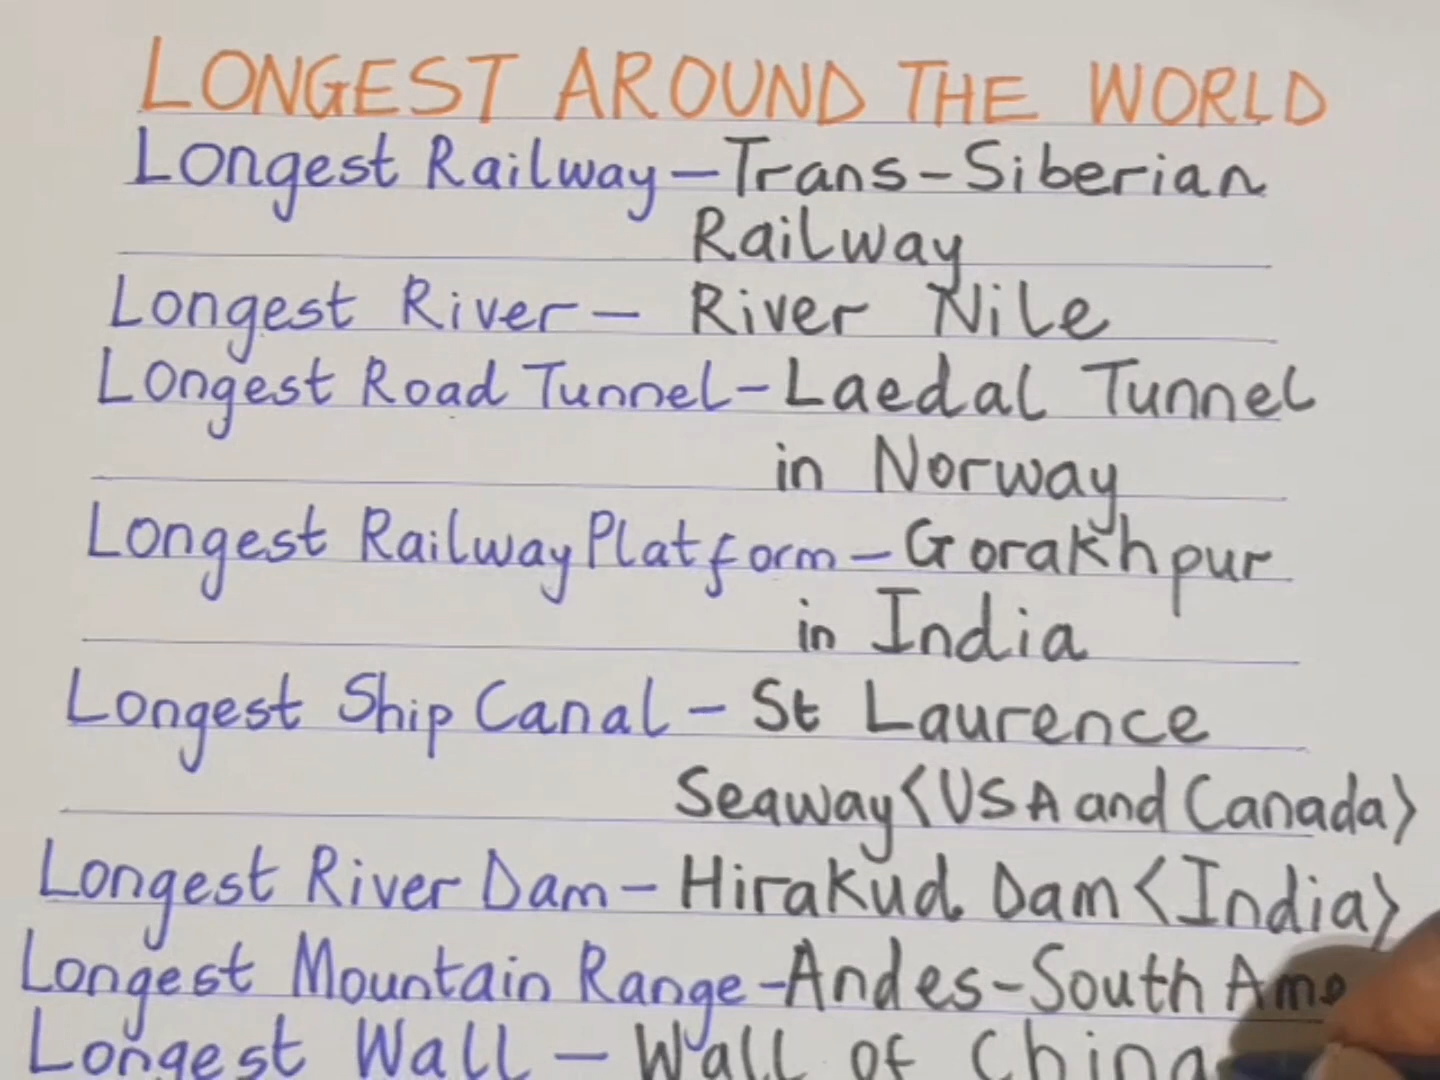 LONGEST AROUND THE WORLD
Longest Railway – Trans-Siberian
Railway
Longest River – River Nile
Longest Road Tunnel – Laedal Tunnel
in Norway
Longest Railway Platform – Gorakhpur
in India
Longest Ship Canal – St Laurence
Seaway <USA and Canada>
Longest River Dam – Hirakud Dam <India>
Longest Mountain Range – Andes – South
Longest Wall – Wall of China